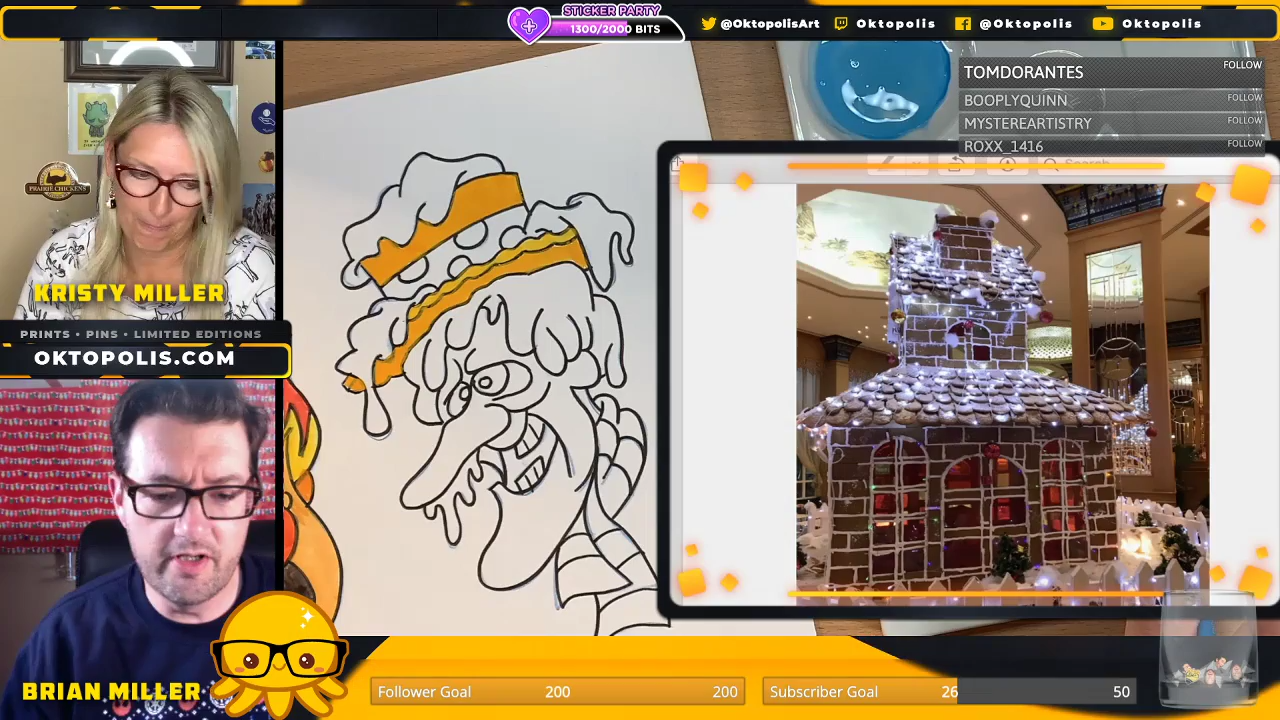 STICKER PARTY
1300/2000 BITS
@OktopolisArt
Oktopolis
@Oktopolis
Oktopolis
TOMDORANTES FOLLOW
BOOPLYQUINN FOLLOW
MYSTEREARTISTRY FOLLOW
ROXX_1416 FOLLOW
Search
PRAIRIE CHICKENS
KRISTY MILLER
PRINTS • PINS • LIMITED EDITIONS
OKTOPOLIS.COM
BRIAN MILLER
Follower Goal 200 200
Subscriber Goal 26 50